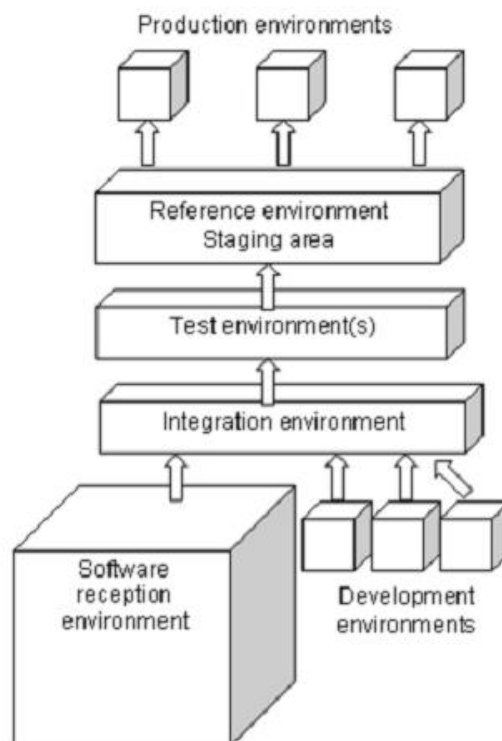 Production environments
Reference environment
Staging area
Test environment(s)
Integration environment
Software
reception
environment
Development
environments